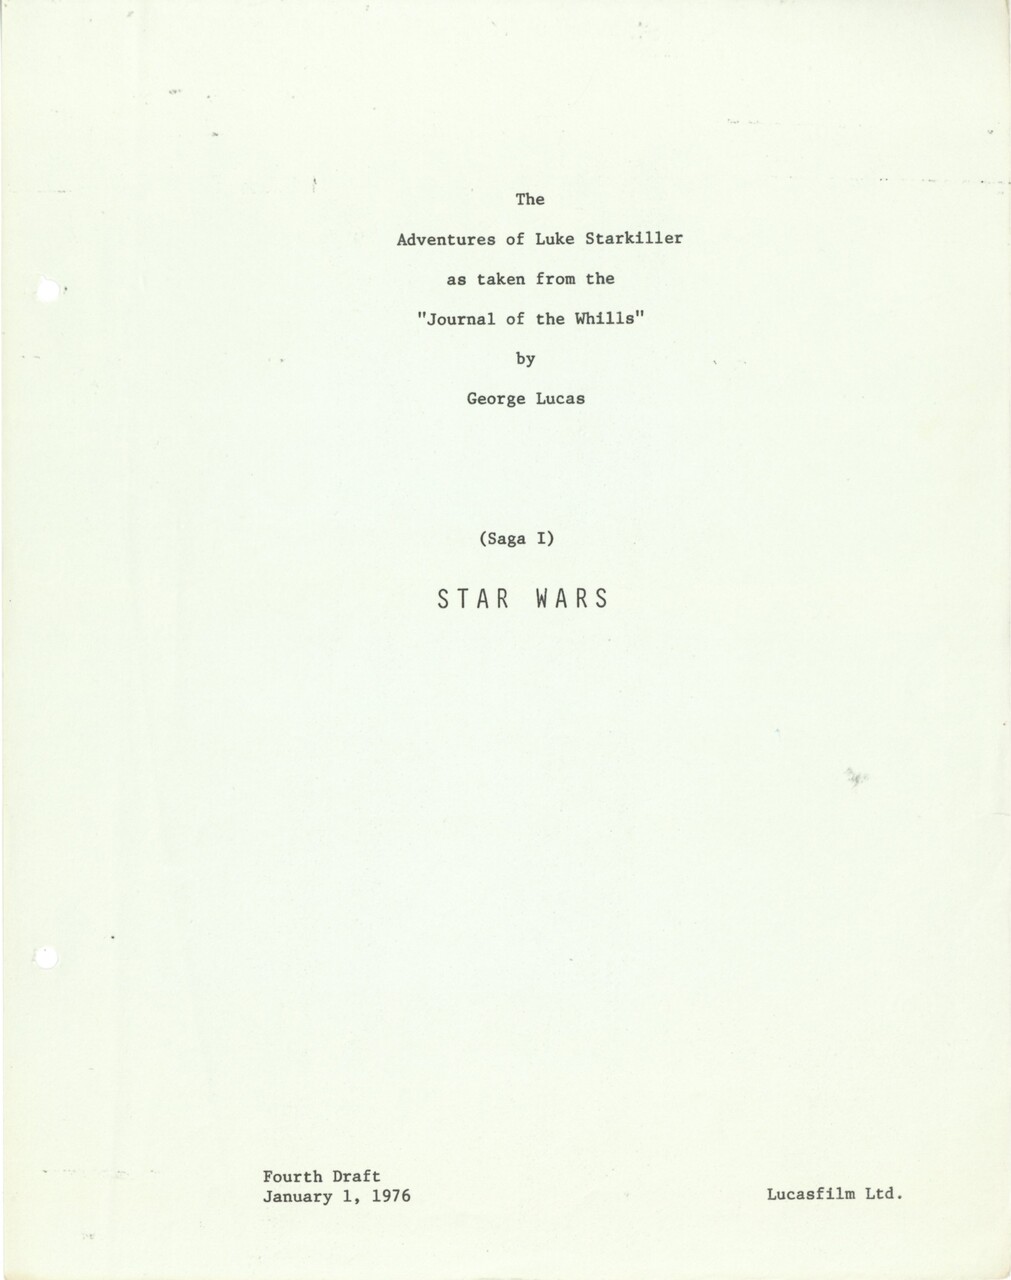 The
Adventures of Luke Starkiller
as taken from the
"Journal of the Whills"
by
George Lucas
(Saga I)
STAR WARS
Fourth Draft
January 1, 1976
Lucasfilm Ltd.